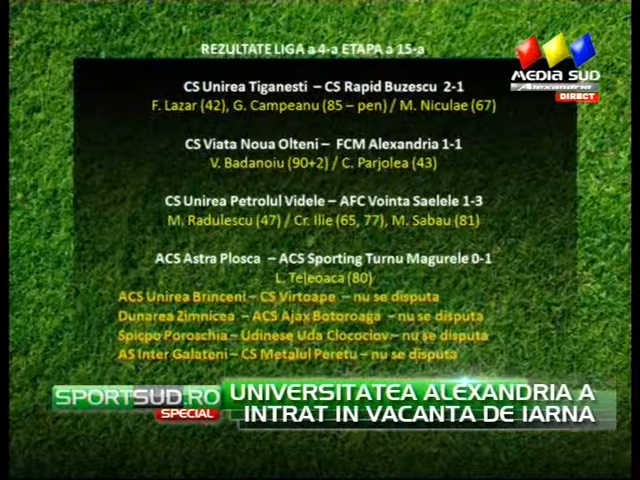 REZULTATE LIGA a 4-a ETAPA a 15-a
MEDIA SUD
Alexandria
DIRECT
CS Unirea Tiganesti – CS Rapid Buzescu 2-1
F. Lazar (42), G. Campeanu (85 – pen) / M. Niculae (67)
CS Viata Noua Olteni – FCM Alexandria 1-1
V. Badanoiu (90+2) / C. Parjolea (43)
CS Unirea Petrolul Videle – AFC Vointa Saelele 1-3
M. Radulescu (47) / Cr. Ilie (65, 77), M. Sabau (81)
ACS Astra Plosca – ACS Sporting Turnu Magurele 0-1
L. Teleoaca (80)
ACS Unirea Brinceni – CS Virtoape – nu se disputa
Dunarea Zimnicea – ACS Ajax Botoroaga – nu se disputa
Spicpo Poroschia – Udinese Uda Clocociov – nu se disputa
AS Inter Galateni – CS Metalul Peretu – nu se disputa
SPORTSUD.RO
SPECIAL
UNIVERSITATEA ALEXANDRIA A
INTRAT IN VACANTA DE IARNA